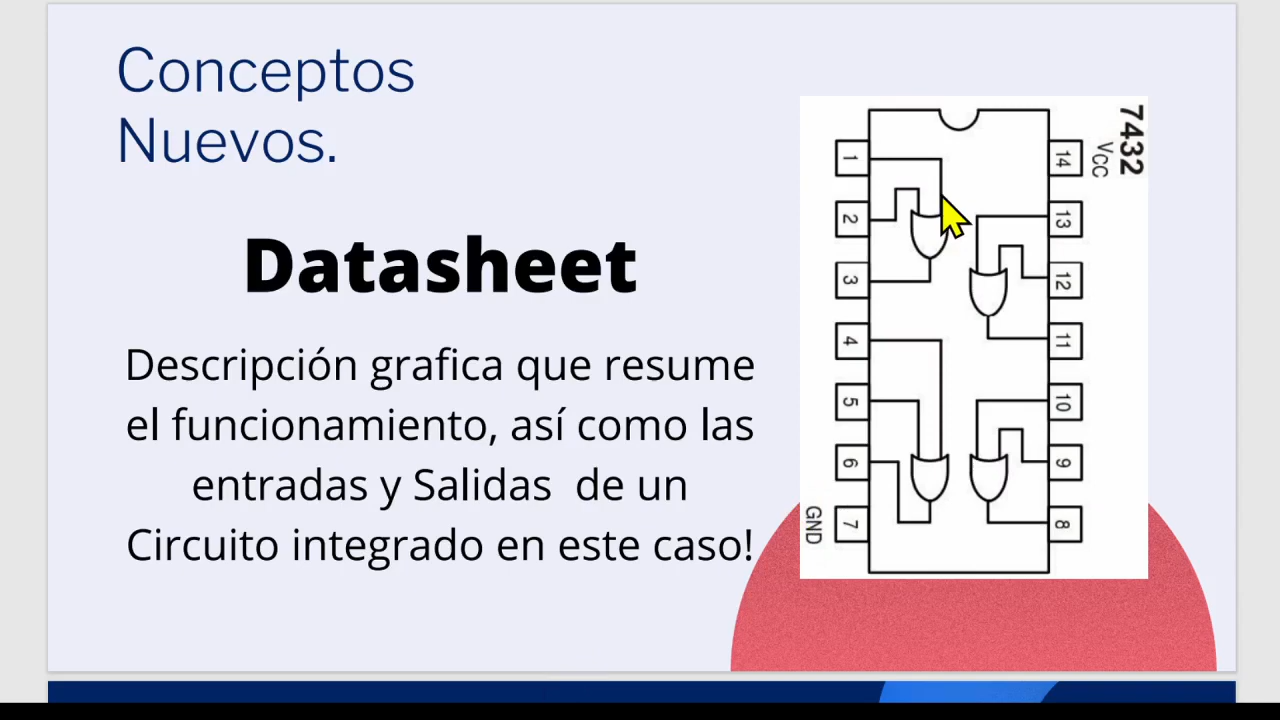 Conceptos
Nuevos.
Datasheet
Descripción grafica que resume
el funcionamiento, así como las
entradas y Salidas de un
Circuito integrado en este caso!
7432
VCC
1
2
3
4
5
6
7
GND
14
13
12
11
10
9
8